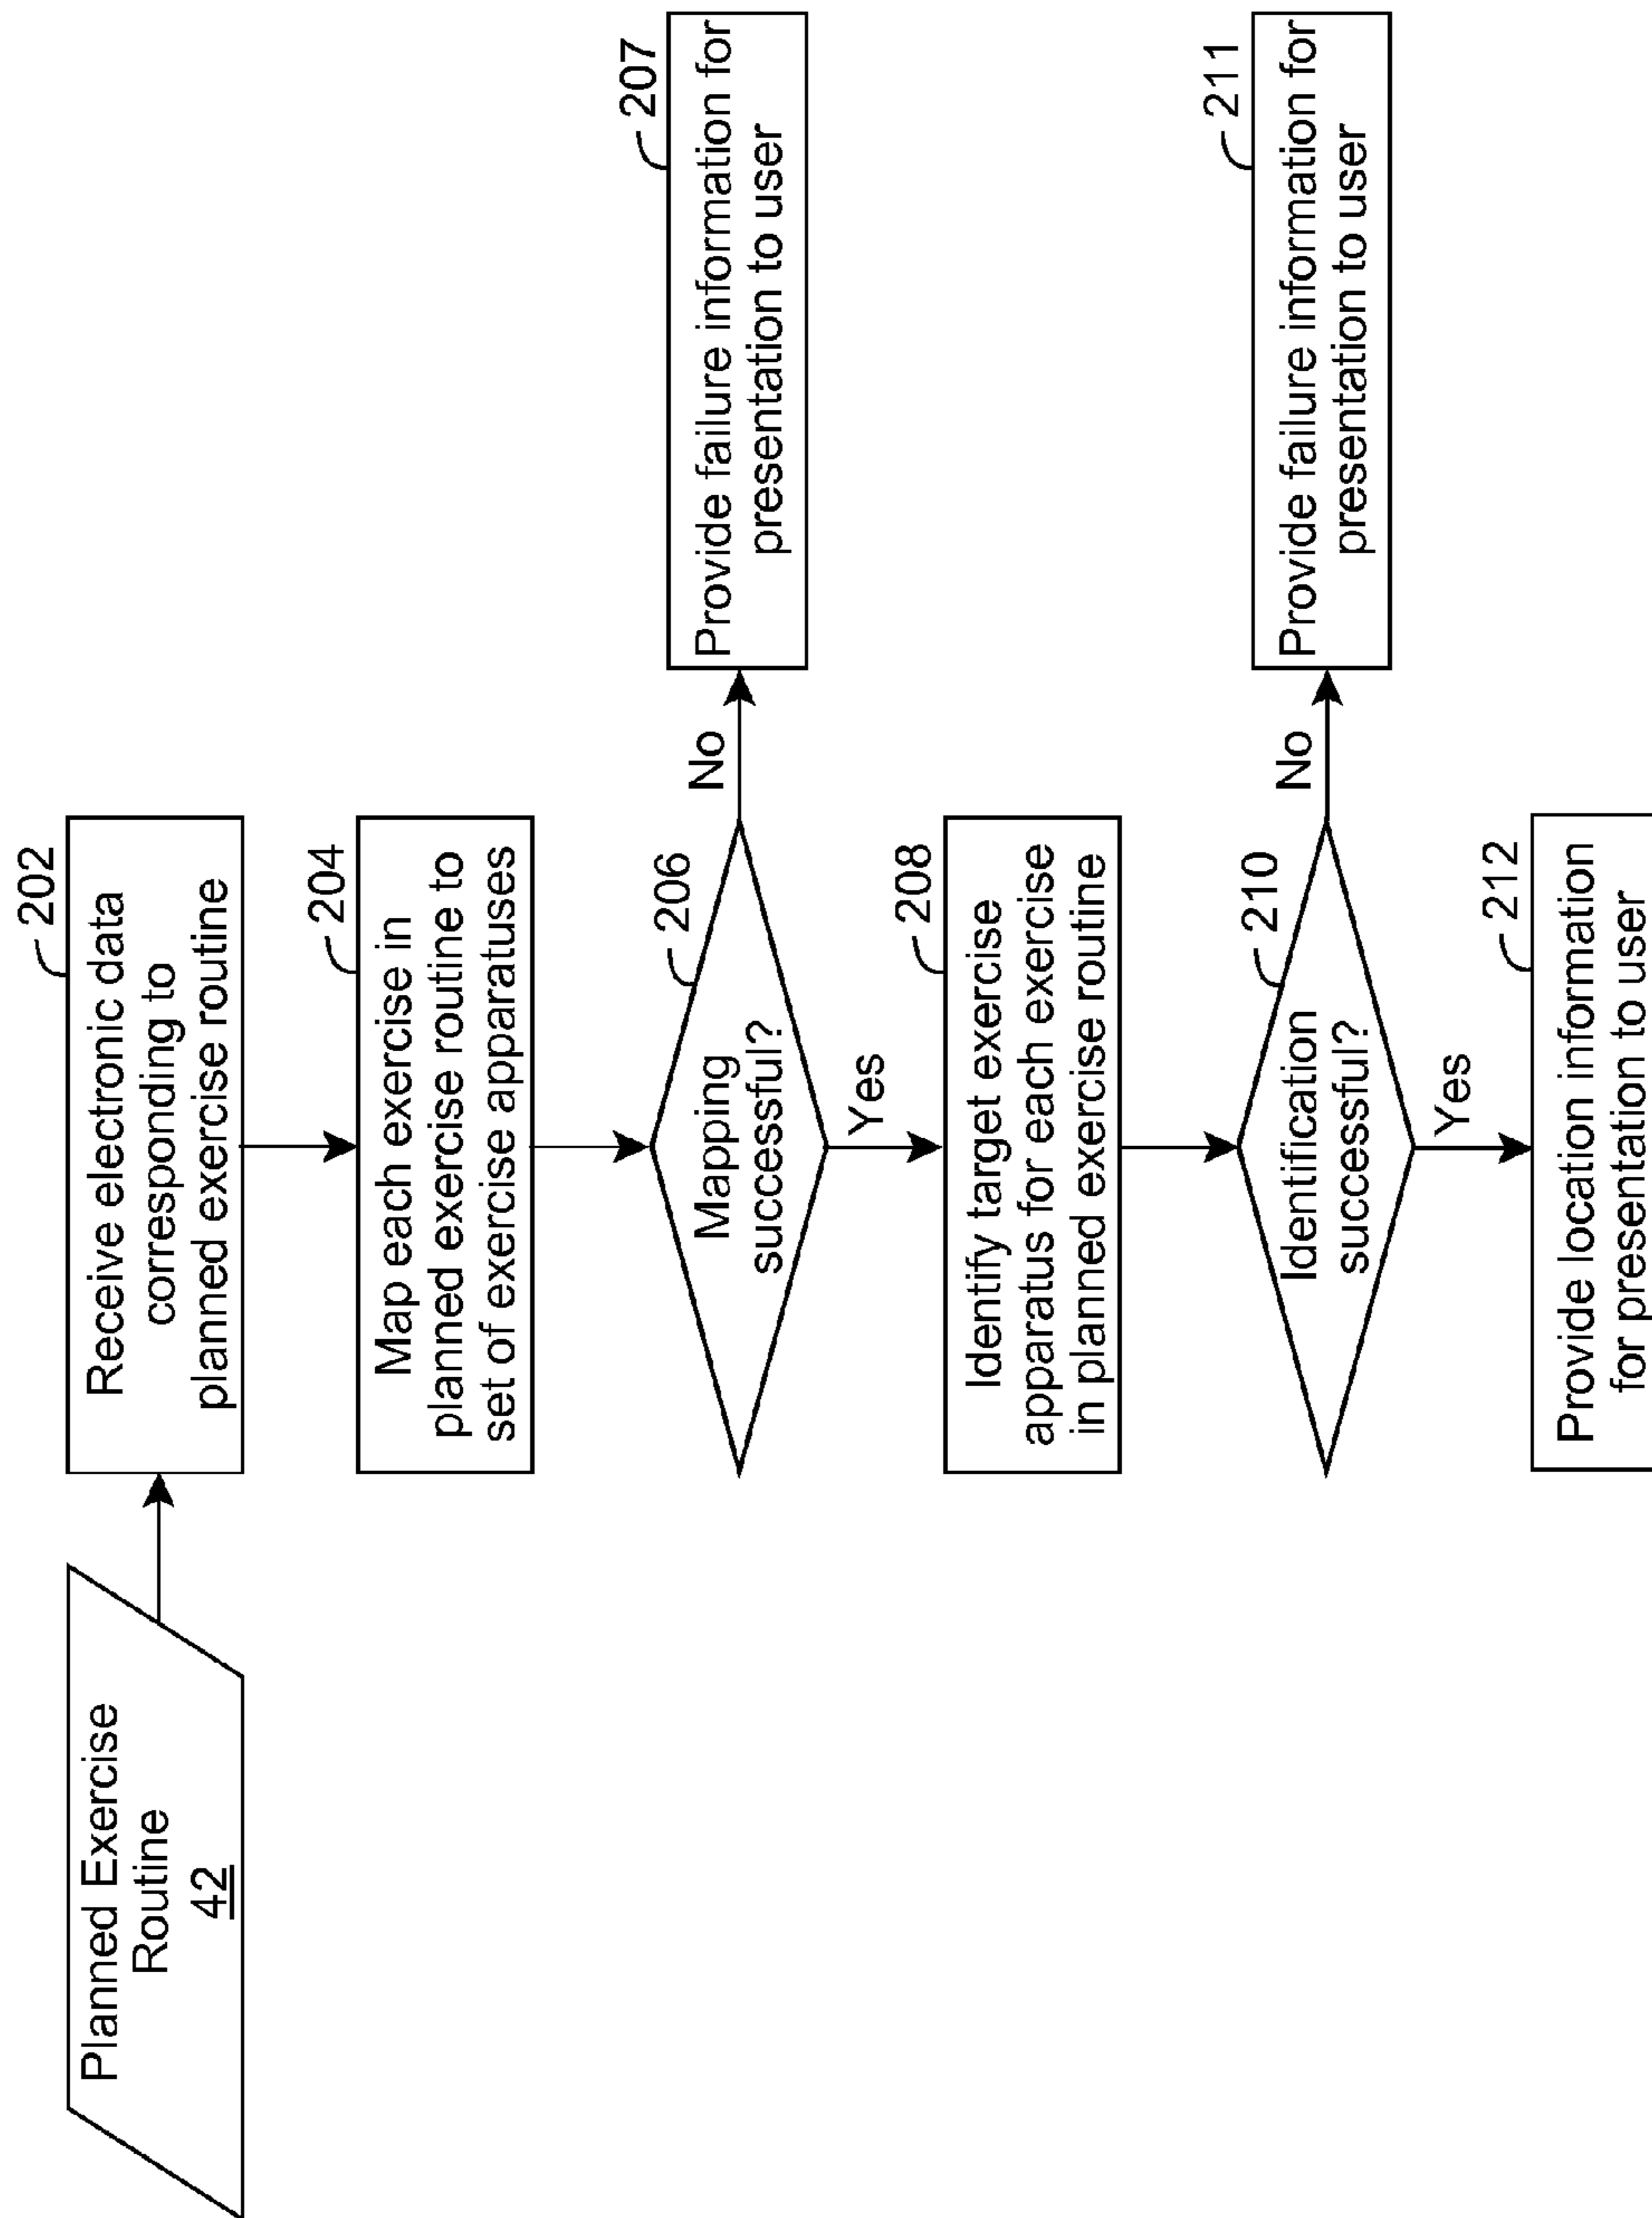 Planned Exercise
Routine
42
202
Receive electronic data
corresponding to
planned exercise routine
204
Map each exercise in
planned exercise routine to
set of exercise apparatuses
206
Mapping
successful?
No
207
Provide failure information for
presentation to user
Yes
208
Identify target exercise
apparatus for each exercise
in planned exercise routine
210
Identification
successful?
No
211
Provide failure information for
presentation to user
Yes
212
Provide location information
for presentation to user